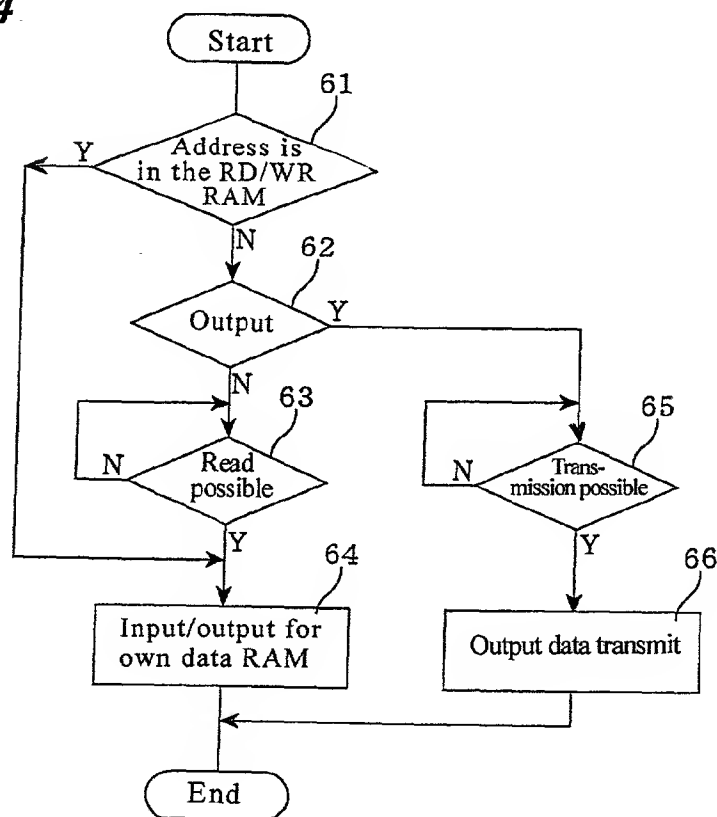 4
Start
61
Address is
in the RD/WR
RAM
Y
N
62
Output
Y
N
63
Read
possible
N
Y
65
Trans-
mission possible
N
Y
64
Input/output for
own data RAM
66
Output data transmit
End